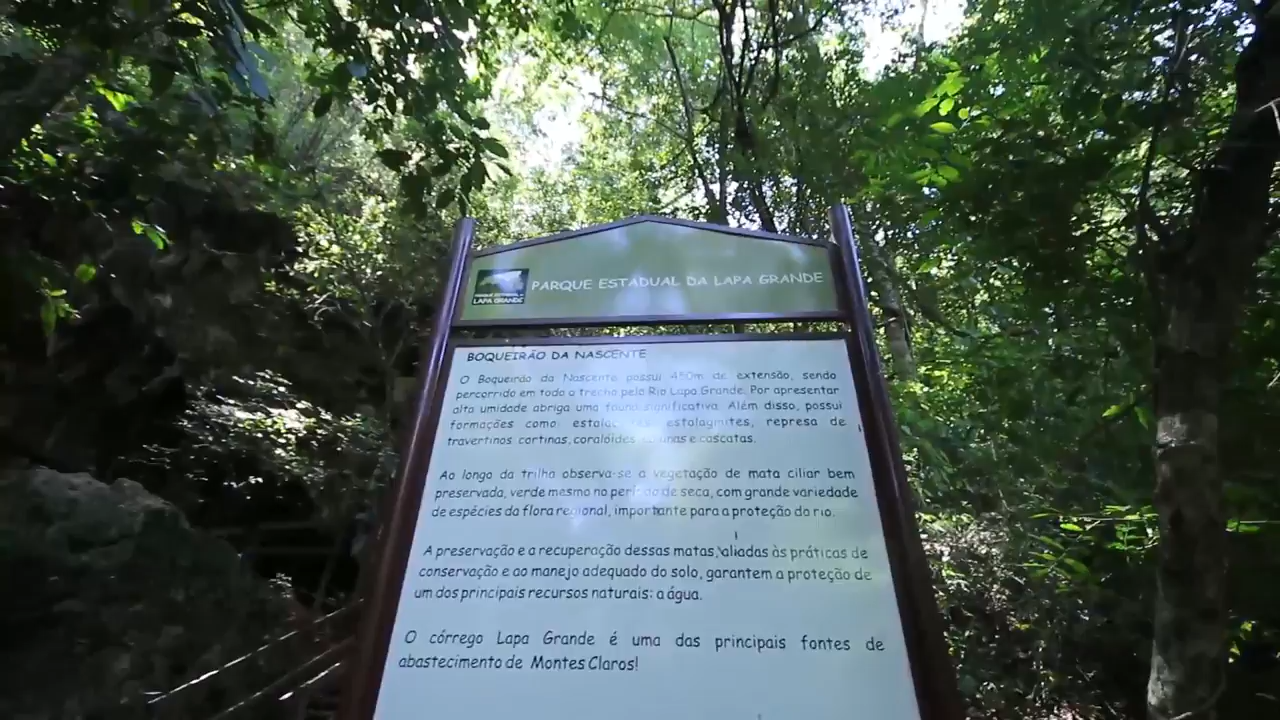 PARQUE ESTADUAL DA LAPA GRANDE
LAPA GRANDE
BOQUEIRÃO DA NASCENTE
O Boqueirão da Nascente possui 450m de extensão, sendo
percorrido em todo o trecho pelo Rio Lapa Grande. Por apresentar
alta umidade abriga uma fauna significativa. Além disso, possui
formações como estalagmites, represa de
travertinos cortinas, coralóides e cascatas.
Ao longo da trilha observa-se a vegetação de mata ciliar bem
preservada, verde mesmo no período de seca, com grande variedade
de espécies da flora regional, importante para a proteção do rio.
A preservação e a recuperação dessas matas, aliadas às práticas de
conservação e ao manejo adequado do solo, garantem a proteção de
um dos principais recursos naturais: a água.
O córrego Lapa Grande é uma das principais fontes de
abastecimento de Montes Claros!